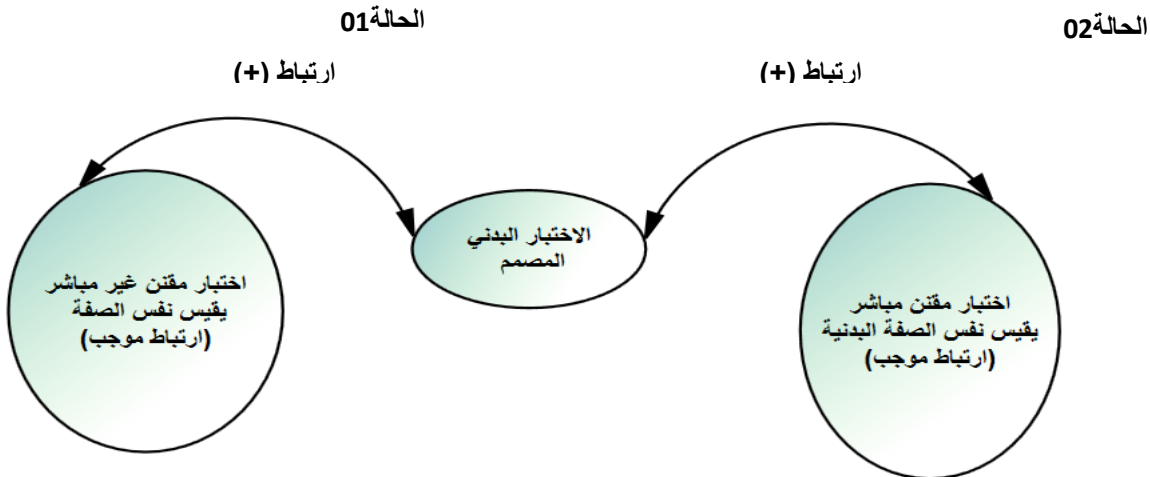 الحالة02
الحالة01
ارتباط (+)
ارتباط (+)
الاختبار البدني
المصمم
اختبار مقنن مباشر
يقيس نفس الصفة البدنية
(ارتباط موجب)
اختبار مقنن غير مباشر
يقيس نفس الصفة
(ارتباط موجب)